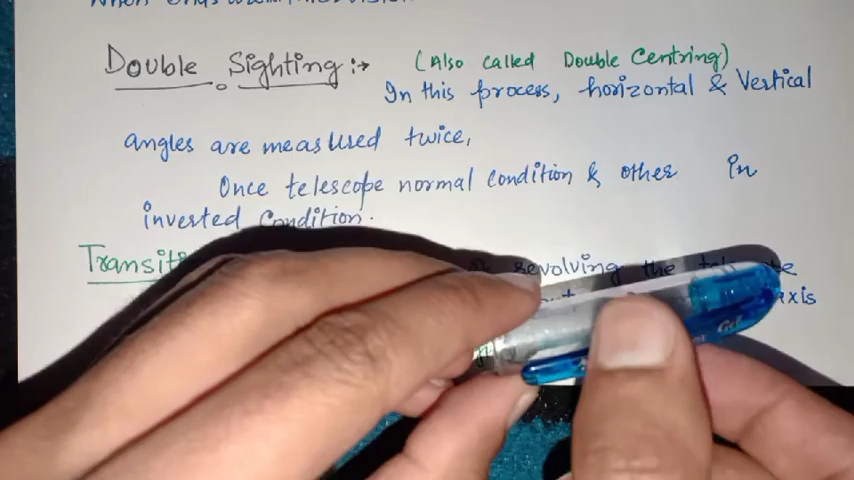 Double Sighting :→ (Also called Double Centring)
In this process, horizontal & Vertical
angles are measured twice,
Once telescope normal condition & other in
inverted Condition.
revolving the
axis
Gel